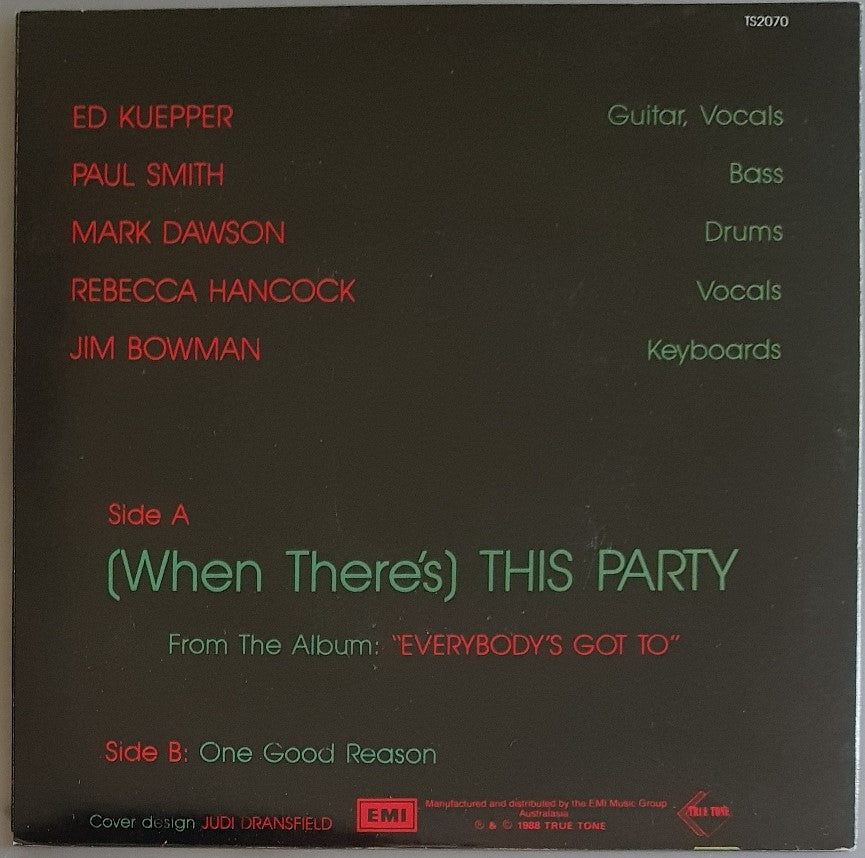 TS2070
ED KUEPPER Guitar, Vocals
PAUL SMITH Bass
MARK DAWSON Drums
REBECCA HANCOCK Vocals
JIM BOWMAN Keyboards
Side A
(When There's) THIS PARTY
From The Album: "EVERYBODY'S GOT TO"
Side B: One Good Reason
Cover design JUDI DRANSFIELD
EMI
Manufactured and distributed by the EMI Music Group
Australasia
℗ & © 1988 TRUE TONE
TRUE TONE